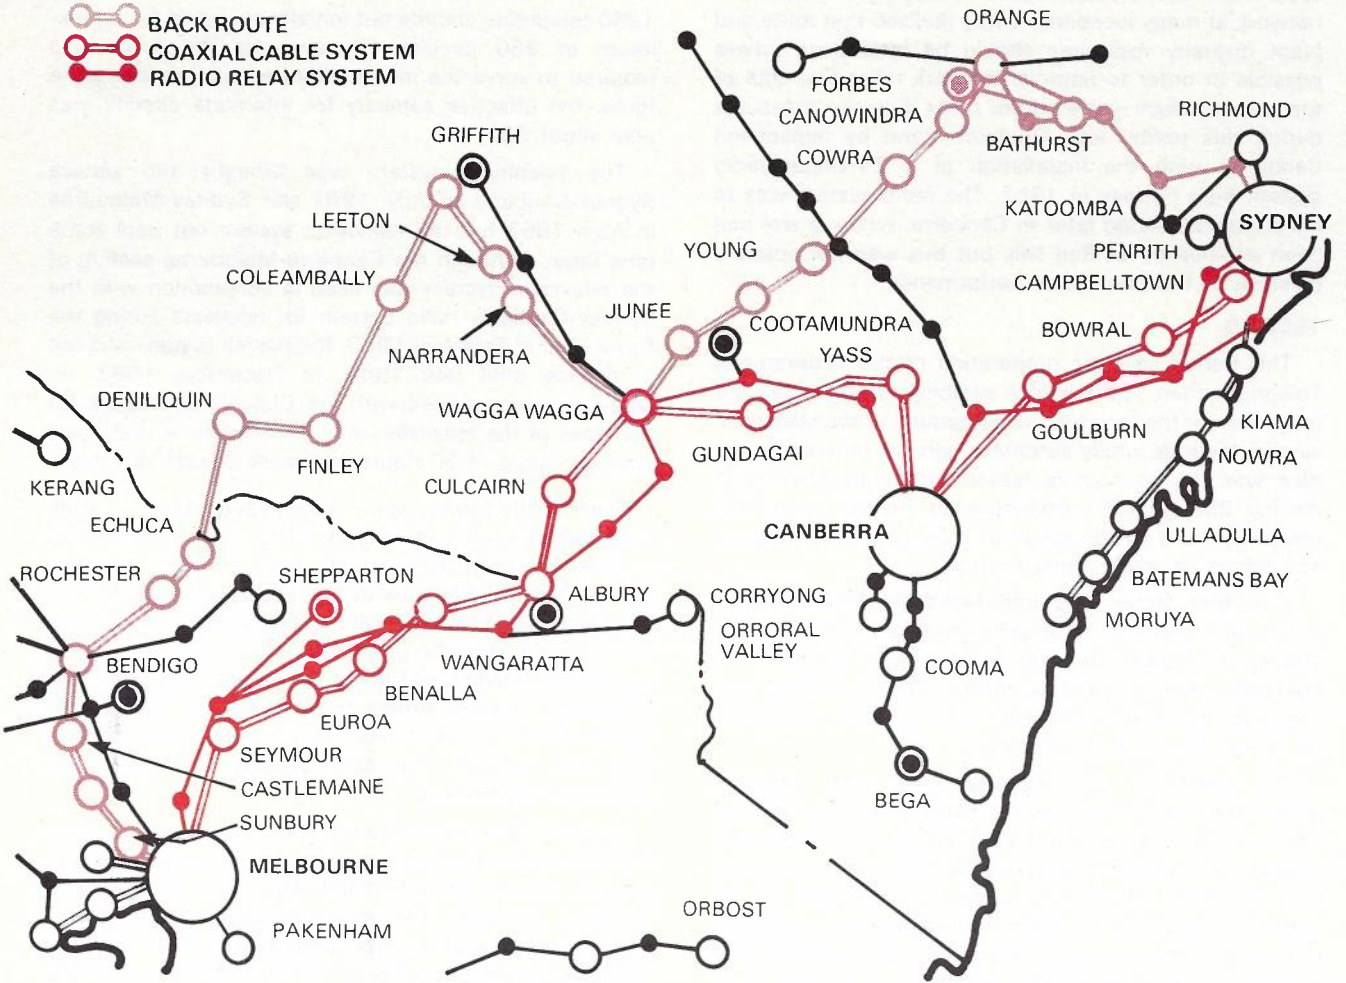 BACK ROUTE
COAXIAL CABLE SYSTEM
RADIO RELAY SYSTEM
ORANGE
FORBES
CANOWINDRA
RICHMOND
GRIFFITH
COWRA
BATHURST
LEETON
KATOOMBA
SYDNEY
YOUNG
PENRITH
COLEAMBALLY
CAMPBELLTOWN
JUNEE
COOTAMUNDRA
BOWRAL
NARRANDERA
YASS
DENILIQUIN
WAGGA WAGGA
KIAMA
GOULBURN
GUNDAGAI
FINLEY
NOWRA
KERANG
CULCAIRN
ECHUCA
CANBERRA
ULLADULLA
ROCHESTER
SHEPPARTON
BATEMANS BAY
ALBURY
CORRYONG
MORUYA
ORRORAL
VALLEY
BENDIGO
WANGARATTA
COOMA
BENALLA
EUROA
SEYMOUR
CASTLEMAINE
BEGA
SUNBURY
MELBOURNE
ORBOST
PAKENHAM